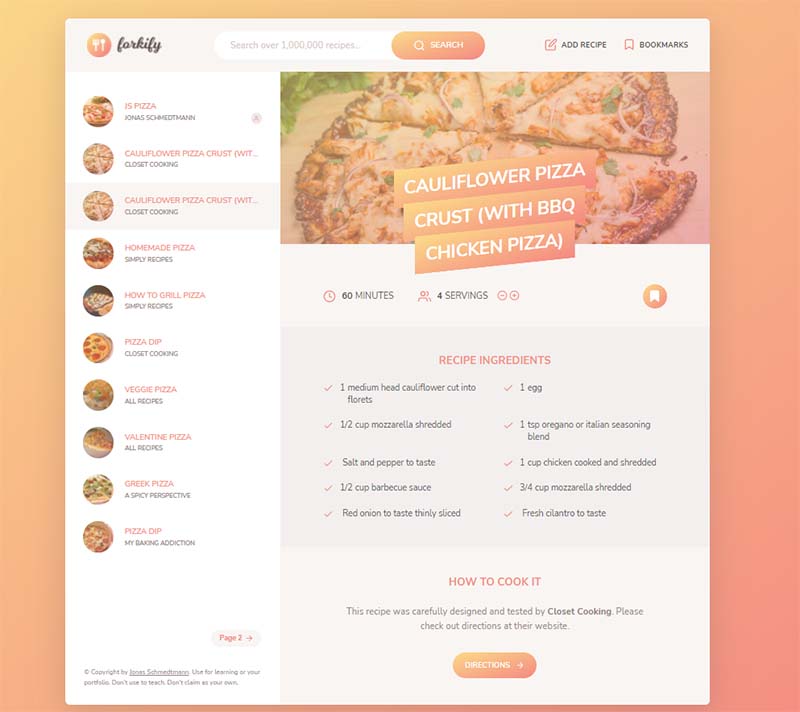 forkify
Search over 1,000,000 recipes...
SEARCH
ADD RECIPE
BOOKMARKS
JS PIZZA
JONAS SCHMEDTMANN
CAULIFLOWER PIZZA CRUST (WIT...
CLOSET COOKING
CAULIFLOWER PIZZA CRUST (WIT...
CLOSET COOKING
HOMEMADE PIZZA
SIMPLY RECIPES
HOW TO GRILL PIZZA
SIMPLY RECIPES
PIZZA DIP
CLOSET COOKING
VEGGIE PIZZA
ALL RECIPES
VALENTINE PIZZA
ALL RECIPES
GREEK PIZZA
A SPICY PERSPECTIVE
PIZZA DIP
MY BAKING ADDICTION
Page 2 →
© Copyright by Jonas Schmedtmann. Use for learning or your
portfolio. Don't use to teach. Don't claim as your own.
CAULIFLOWER PIZZA
CRUST (WITH BBQ
CHICKEN PIZZA)
60 MINUTES
4 SERVINGS
RECIPE INGREDIENTS
1 medium head cauliflower cut into
florets
1 egg
1/2 cup mozzarella shredded
1 tsp oregano or italian seasoning
blend
Salt and pepper to taste
1 cup chicken cooked and shredded
1/2 cup barbecue sauce
3/4 cup mozzarella shredded
Red onion to taste thinly sliced
Fresh cilantro to taste
HOW TO COOK IT
This recipe was carefully designed and tested by Closet Cooking. Please
check out directions at their website.
DIRECTIONS →